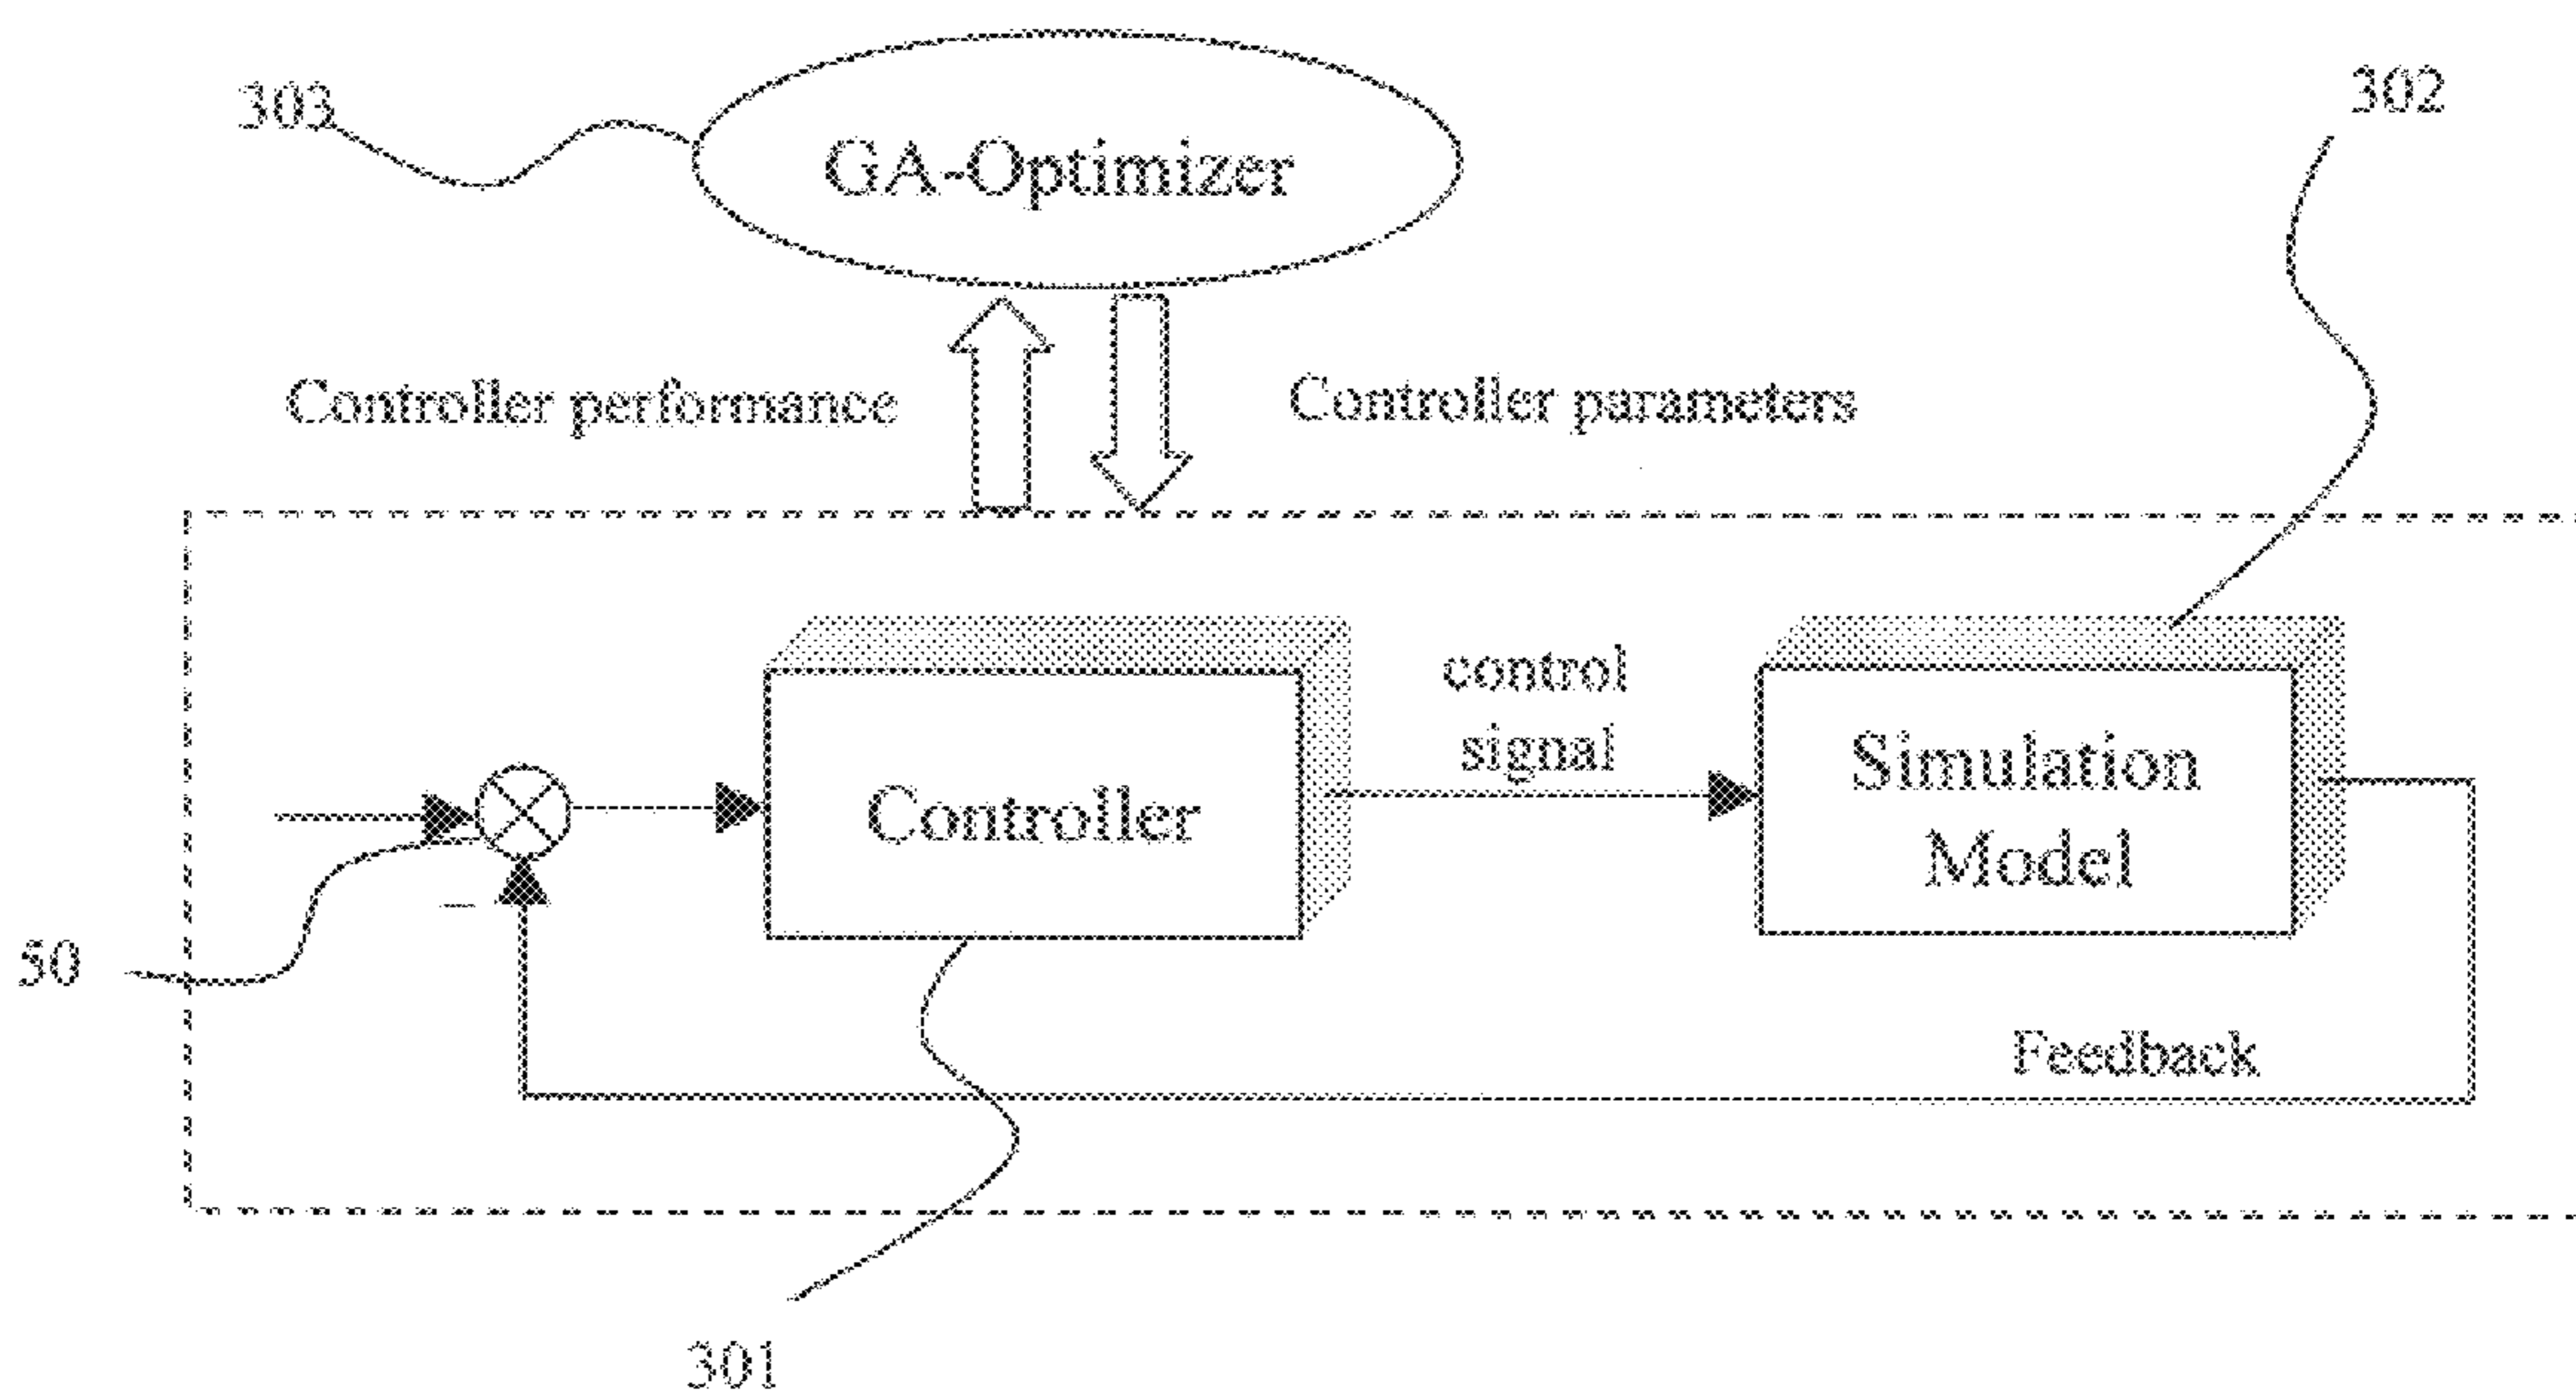 303
302
GA-Optimizer
Controller performance
Controller parameters
control
signal
Controller
Simulation
Model
–
50
Feedback
301